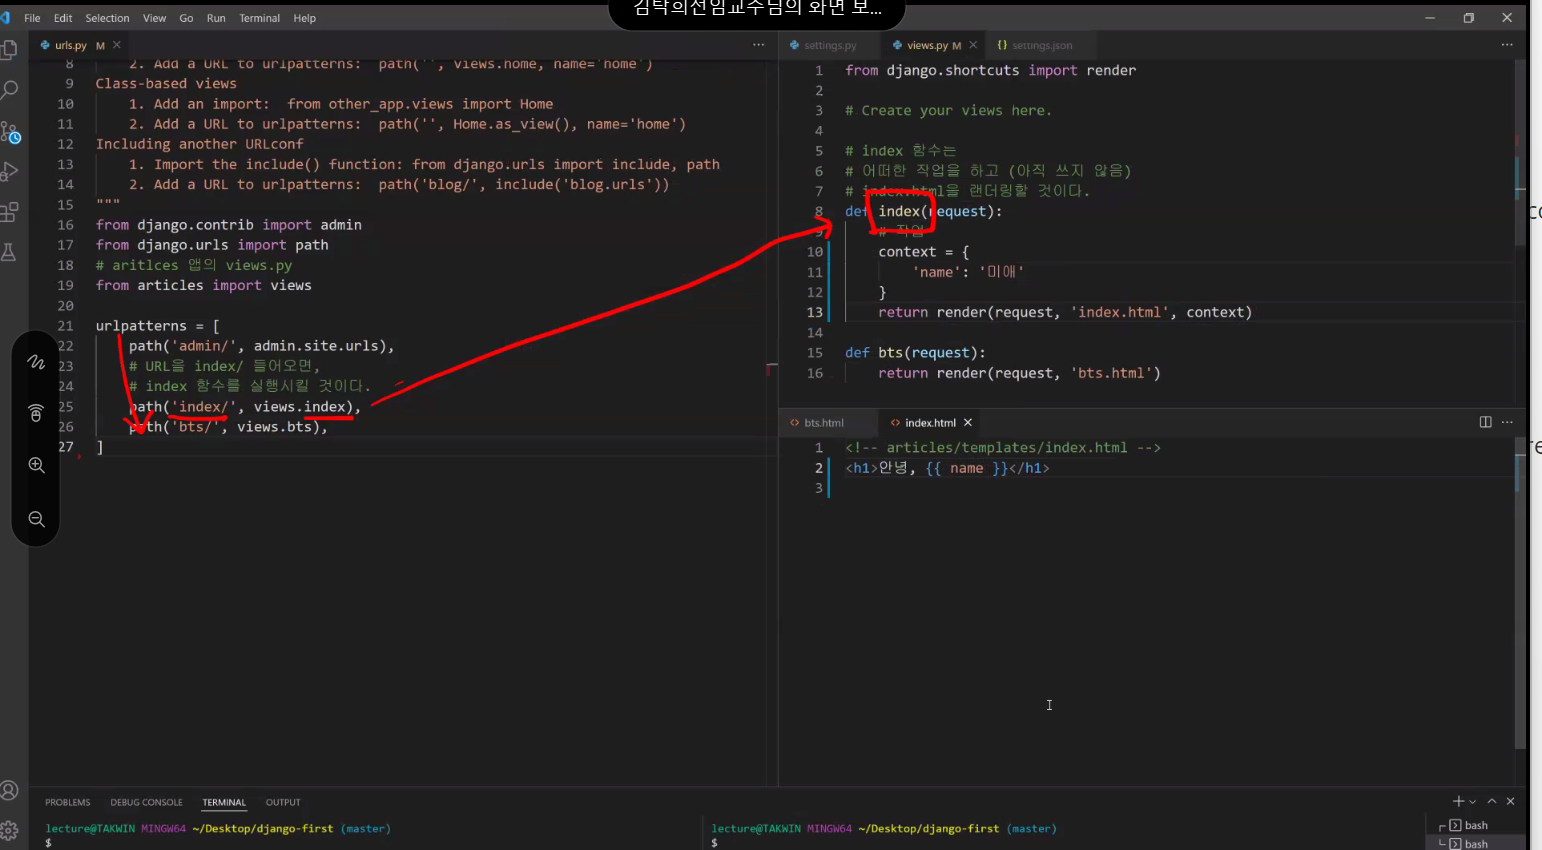 김탁희선임교수님의 화면 보...
File Edit Selection View Go Run Terminal Help
urls.py M
8 2. Add a URL to urlpatterns: path('', views.home, name='home')
9 Class-based views
10 1. Add an import: from other_app.views import Home
11 2. Add a URL to urlpatterns: path('', Home.as_view(), name='home')
12 Including another URLconf
13 1. Import the include() function: from django.urls import include, path
14 2. Add a URL to urlpatterns: path('blog/', include('blog.urls'))
15 """
16 from django.contrib import admin
17 from django.urls import path
18 # aritlces 앱의 views.py
19 from articles import views
20
21 urlpatterns = [
22 path('admin/', admin.site.urls),
23 # URL을 index/ 들어오면,
24 # index 함수를 실행시킬 것이다.
25 path('index/', views.index),
26 path('bts/', views.bts),
27 ]
settings.py views.py M settings.json
1 from django.shortcuts import render
2
3 # Create your views here.
4
5 # index 함수는
6 # 어떠한 작업을 하고 (아직 쓰지 않음)
7 # index.html을 랜더링할 것이다.
8 def index(request):
9 # 작업
10 context = {
11 'name': '미애'
12 }
13 return render(request, 'index.html', context)
14
15 def bts(request):
16 return render(request, 'bts.html')
bts.html index.html
1 <!-- articles/templates/index.html -->
2 <h1>안녕, {{ name }}</h1>
3
PROBLEMS DEBUG CONSOLE TERMINAL OUTPUT
lecture@TAKWIN MINGW64 ~/Desktop/django-first (master)
$
lecture@TAKWIN MINGW64 ~/Desktop/django-first (master)
$
bash
bash